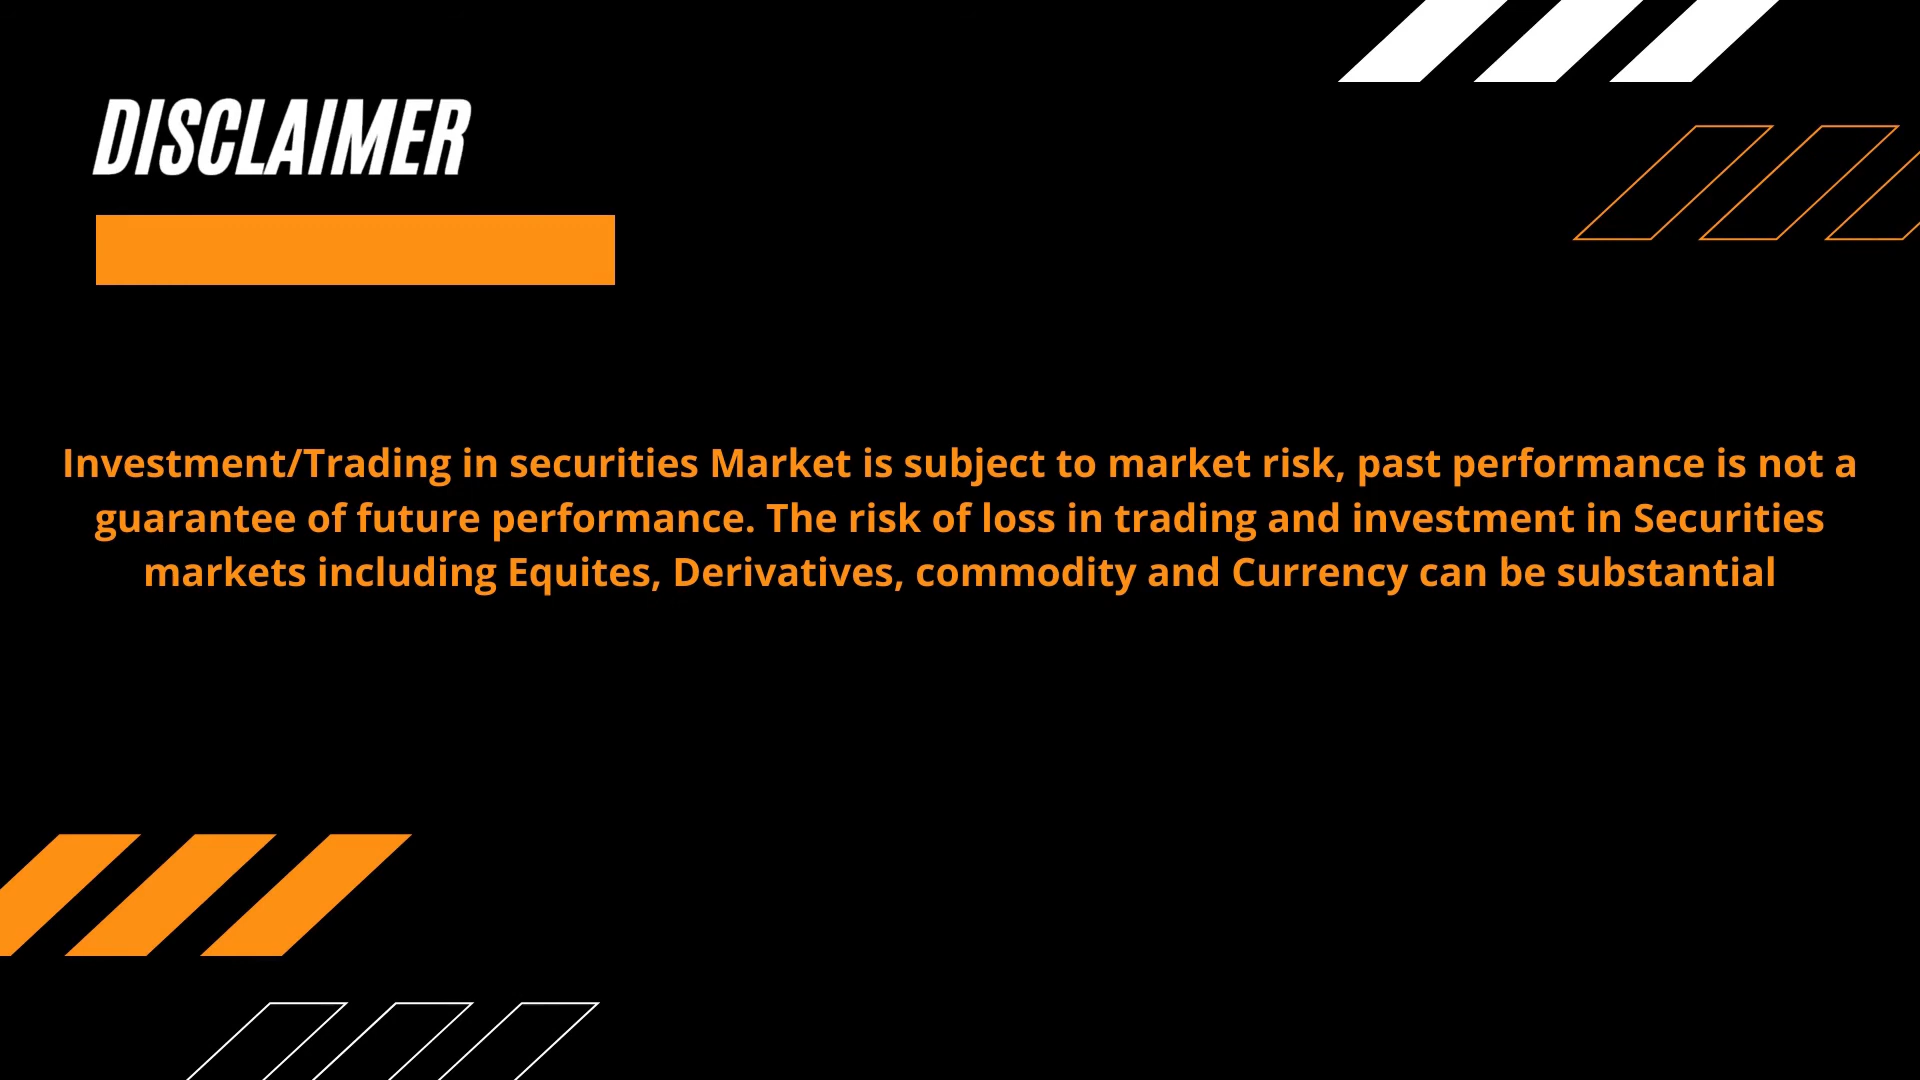 DISCLAIMER
Investment/Trading in securities Market is subject to market risk, past performance is not a
guarantee of future performance. The risk of loss in trading and investment in Securities
markets including Equites, Derivatives, commodity and Currency can be substantial